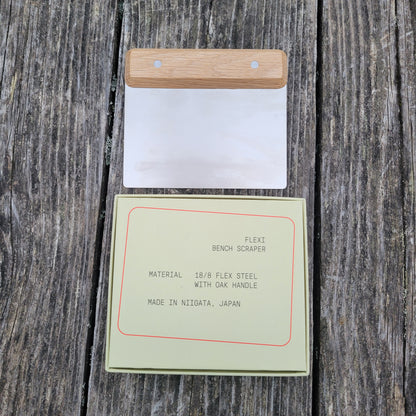 FLEXI
BENCH SCRAPER
MATERIAL 18/8 FLEX STEEL
WITH OAK HANDLE
MADE IN NIIGATA, JAPAN